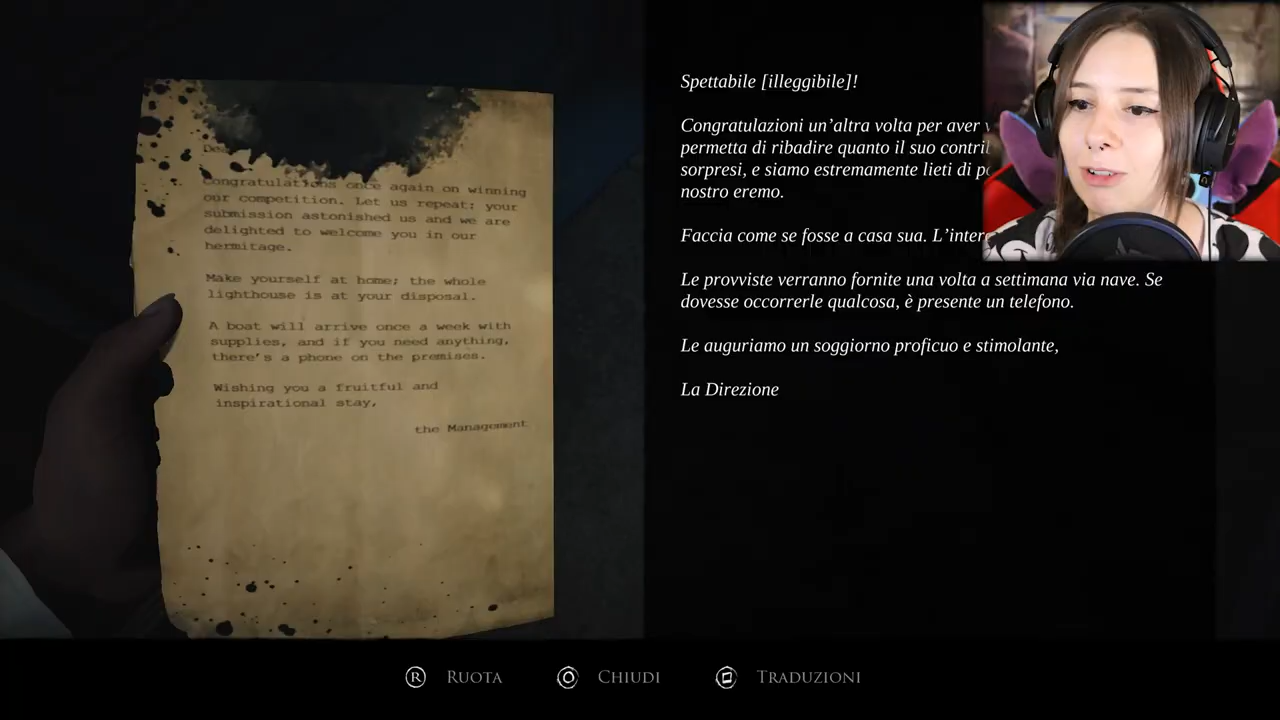 Congratulations once again on winning
our competition. Let us repeat; your
submission astonished us and we are
delighted to welcome you in our
hermitage.
Make yourself at home; the whole
lighthouse is at your disposal.
A boat will arrive once a week with
supplies, and if you need anything,
there's a phone on the premises.
Wishing you a fruitful and
inspirational stay,
the Management
Spettabile [illeggibile]!
Congratulazioni un'altra volta per aver
permetta di ribadire quanto il suo
sorpresi, e siamo estremamente lieti di
nostro eremo.
Faccia come se fosse a casa sua.
Le provviste verranno fornite una volta a settimana via nave. Se
dovesse occorrerle qualcosa, è presente un telefono.
Le auguriamo un soggiorno proficuo e stimolante,
La Direzione
R RUOTA CHIUDI TRADUZIONI